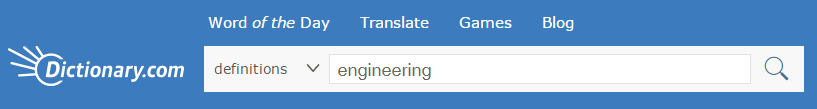 Word of the Day Translate Games Blog
Dictionary.com definitions engineering